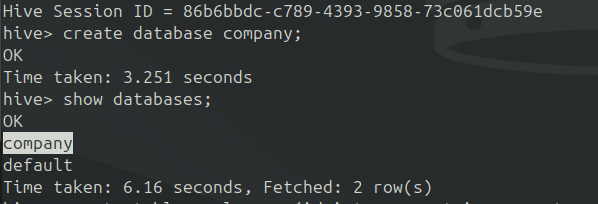 Hive Session ID = 86b6bbdc-c789-4393-9858-73c061dcb59e
hive> create database company;
OK
Time taken: 3.251 seconds
hive> show databases;
OK
company
default
Time taken: 6.16 seconds, Fetched: 2 row(s)